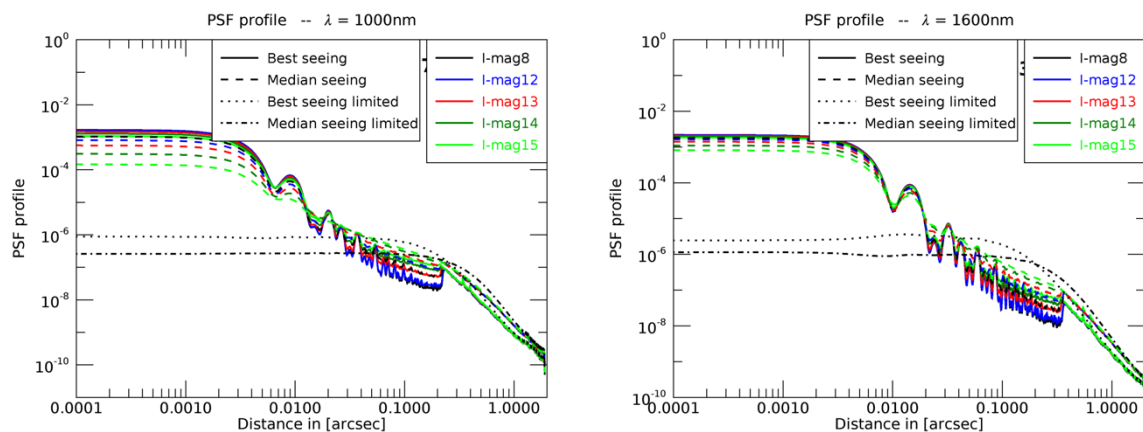 PSF profile -- λ = 1000nm
10^0
10^-2
10^-4
10^-6
10^-8
10^-10
PSF profile
Best seeing
Median seeing
Best seeing limited
Median seeing limited
I-mag8
I-mag12
I-mag13
I-mag14
I-mag15
0.0001 0.0010 0.0100 0.1000 1.0000
Distance in [arcsec]
PSF profile -- λ = 1600nm
10^0
10^-2
10^-4
10^-6
10^-8
10^-10
PSF profile
Best seeing
Median seeing
Best seeing limited
Median seeing limited
I-mag8
I-mag12
I-mag13
I-mag14
I-mag15
0.0001 0.0010 0.0100 0.1000 1.0000
Distance in [arcsec]